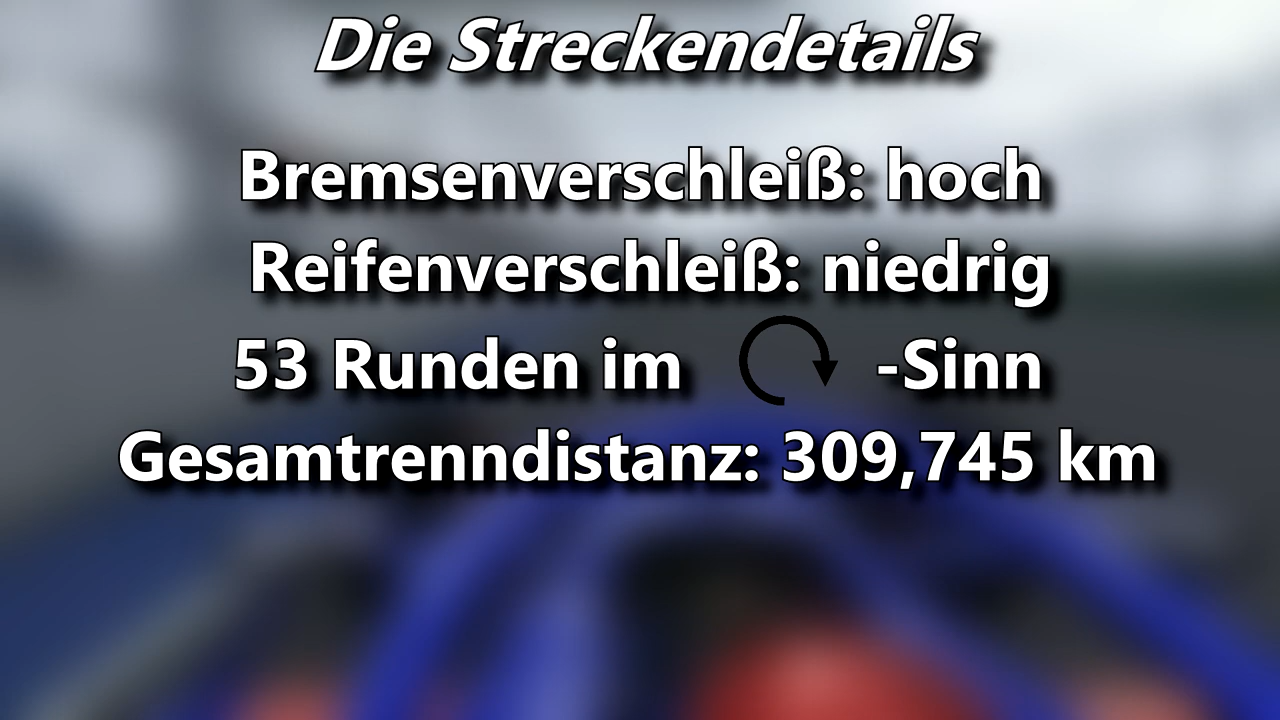 Die Streckendetails
Bremsenverschleiß: hoch
Reifenverschleiß: niedrig
53 Runden im -Sinn
Gesamtrenndistanz: 309,745 km